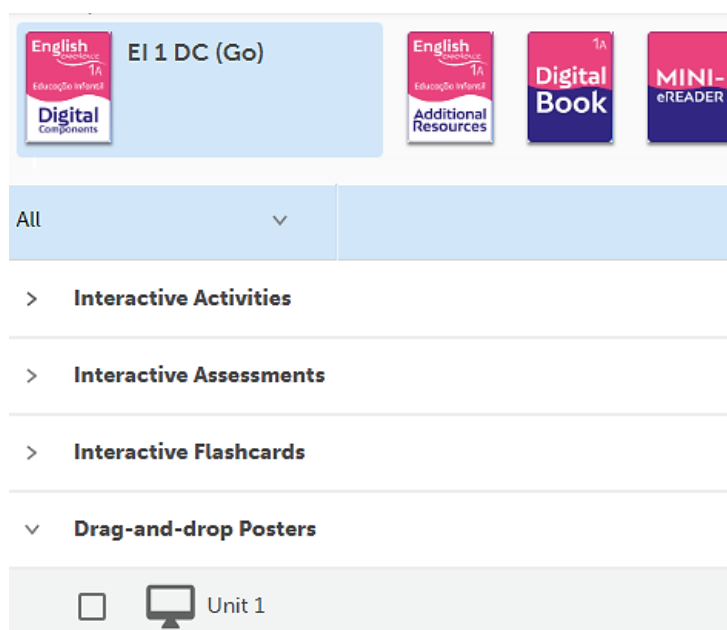 English
1A
Educação Infantil
Digital
Components
EI 1 DC (Go)
English
1A
Educação Infantil
Additional
Resources
1A
Digital
Book
MINI-
eREADER
All
Interactive Activities
Interactive Assessments
Interactive Flashcards
Drag-and-drop Posters
Unit 1